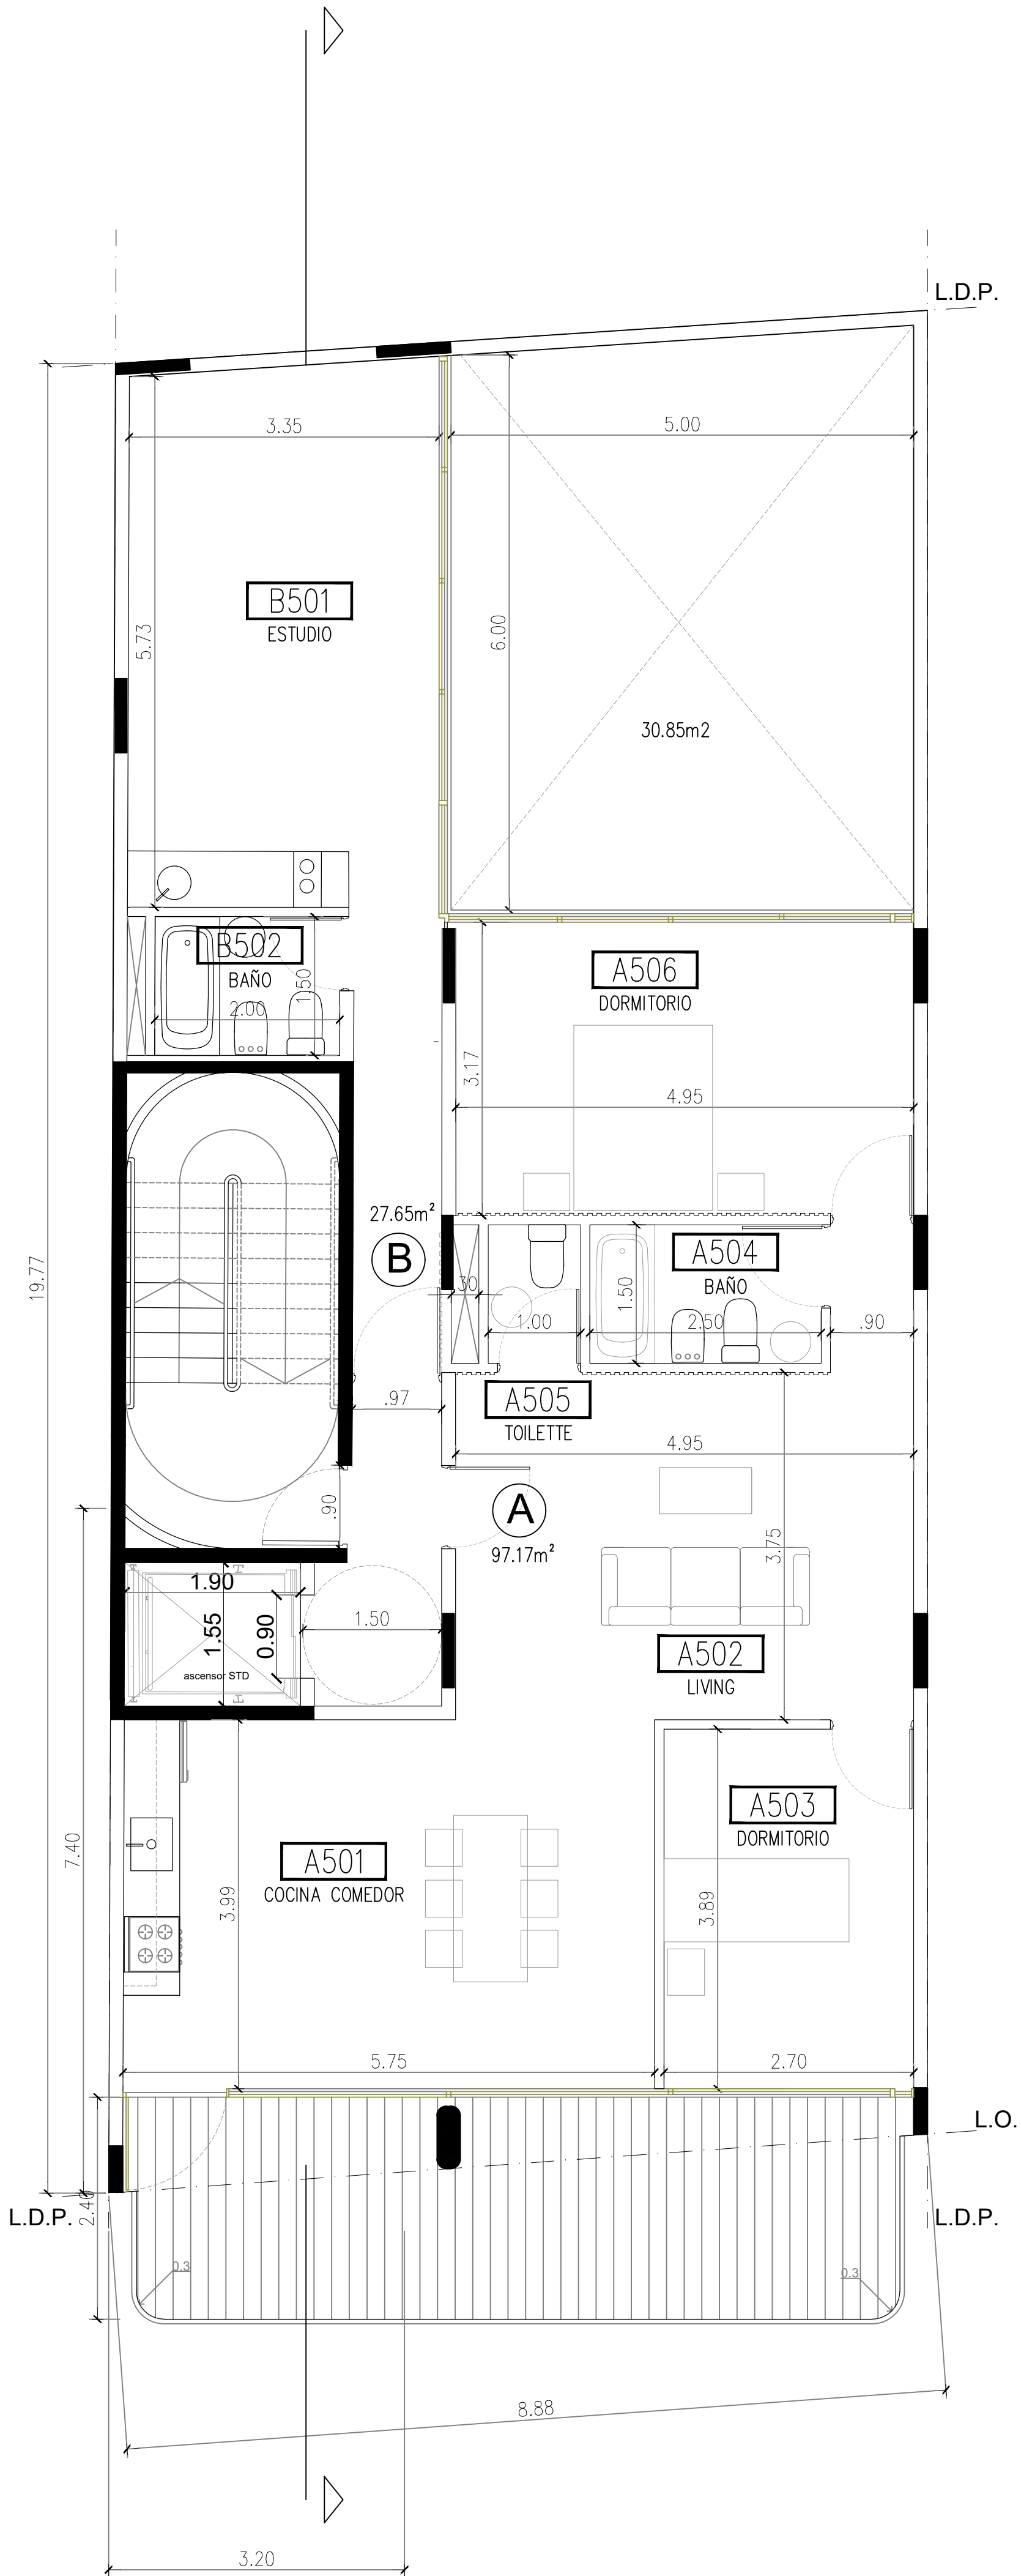 L.D.P.
3.35
5.00
B501
ESTUDIO
5.73
6.00
30.85m2
B502
BAÑO
2.00
1.50
A506
DORMITORIO
3.17
4.95
27.65m²
B
A504
BAÑO
.30
1.00
1.50
2.50
.90
19.77
.97
A505
TOILETTE
4.95
.90
A
97.17m²
3.75
1.90
1.55
0.90
ascensor STD
1.50
A502
LIVING
7.40
A503
DORMITORIO
A501
COCINA COMEDOR
3.99
3.89
5.75
2.70
L.O.
L.D.P.
2.40
L.D.P.
0.3
0.3
8.88
3.20